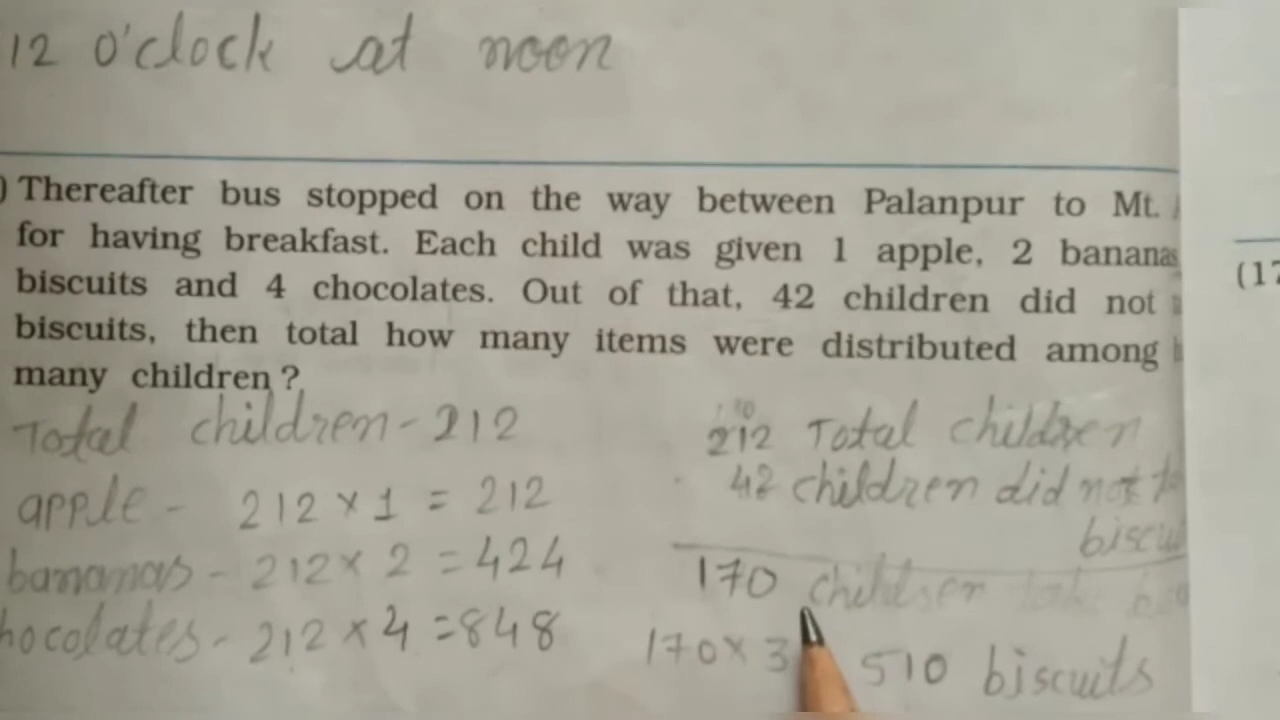 12 o'clock at noon
) Thereafter bus stopped on the way between Palanpur to Mt.
for having breakfast. Each child was given 1 apple, 2 bananas
(17
biscuits and 4 chocolates. Out of that, 42 children did not
biscuits, then total how many items were distributed among
many children ?
Total children - 212
212 Total children
apple - 212 x 1 = 212
42 children did not
biscu
bananas - 212 x 2 = 424
170 children
hocolates - 212 x 4 = 848
170 x 3 510 biscuits